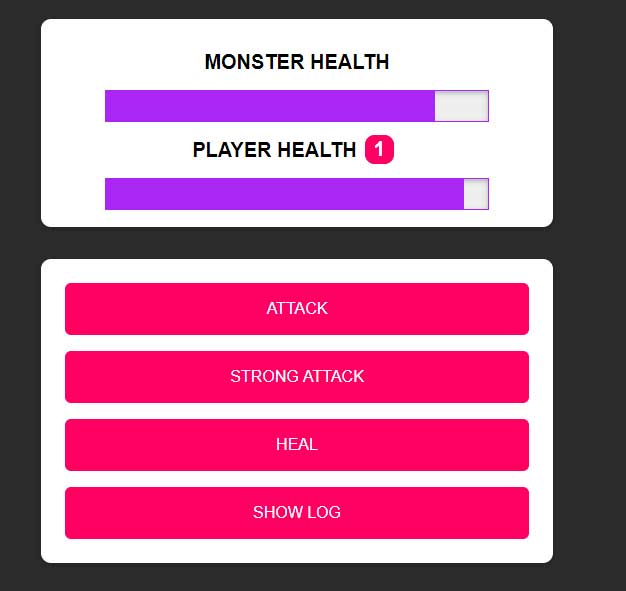 MONSTER HEALTH
PLAYER HEALTH 1
ATTACK
STRONG ATTACK
HEAL
SHOW LOG